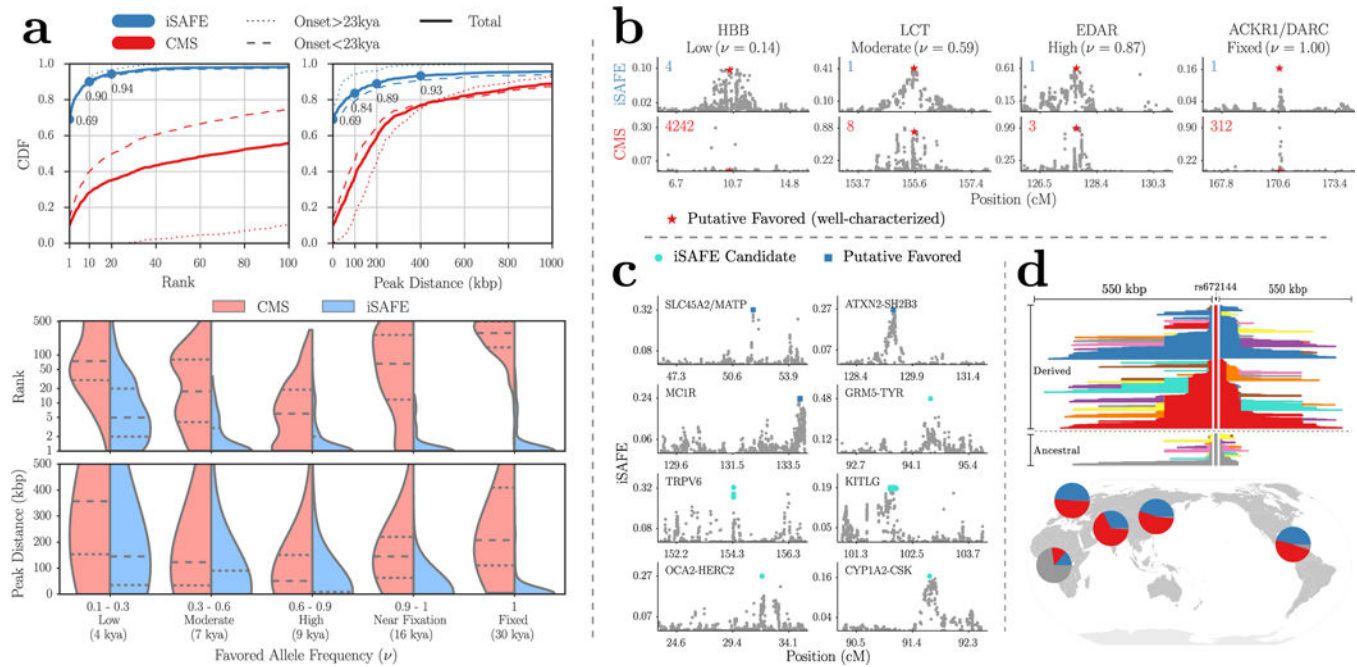 a
iSAFE
CMS
Onset>23kya
Onset<23kya
Total
CDF
1.0
0.8
0.6
0.4
0.2
0.0
0.69
0.90
0.94
1 10 20 40 60 80 100
Rank
0.69
0.84
0.89
0.93
0 100 200 400 600 800 1000
Peak Distance (kbp)
CMS
iSAFE
Rank
500
100
50
20
10
5
2
1
Peak Distance (kbp)
500
400
300
200
100
0
0.1 - 0.3 0.3 - 0.6 0.6 - 0.9 0.9 - 1 1
Low Moderate High Near Fixation Fixed
(4 kya) (7 kya) (9 kya) (16 kya) (30 kya)
Favored Allele Frequency (ν)
b
HBB LCT EDAR ACKR1/DARC
Low (ν = 0.14) Moderate (ν = 0.59) High (ν = 0.87) Fixed (ν = 1.00)
iSAFE
0.10 4 0.41 1 0.61 1 0.16 1
0.02 0.10 0.15 0.04
CMS
0.30 4242 0.88 8 0.99 3 0.90 312
0.07 0.22 0.25 0.22
6.7 10.7 14.8 153.7 155.6 157.4 126.5 128.4 130.3 167.8 170.6 173.4
Position (cM)
Putative Favored (well-characterized)
c
iSAFE Candidate
Putative Favored
iSAFE
SLC45A2/MATP
0.32
0.08
47.3 50.6 53.9
ATXN2-SH2B3
0.27
0.07
128.4 129.9 131.4
MC1R
0.24
0.06
129.6 131.5 133.5
GRM5-TYR
0.48
0.12
92.7 94.1 95.4
TRPV6
0.32
0.08
152.2 154.3 156.3
KITLG
0.19
0.05
101.3 102.5 103.7
OCA2-HERC2
0.27
0.07
24.6 29.4 34.1
CYP1A2-CSK
0.16
0.04
90.5 91.4 92.3
Position (cM)
d
rs672144
550 kbp 550 kbp
Derived
Ancestral